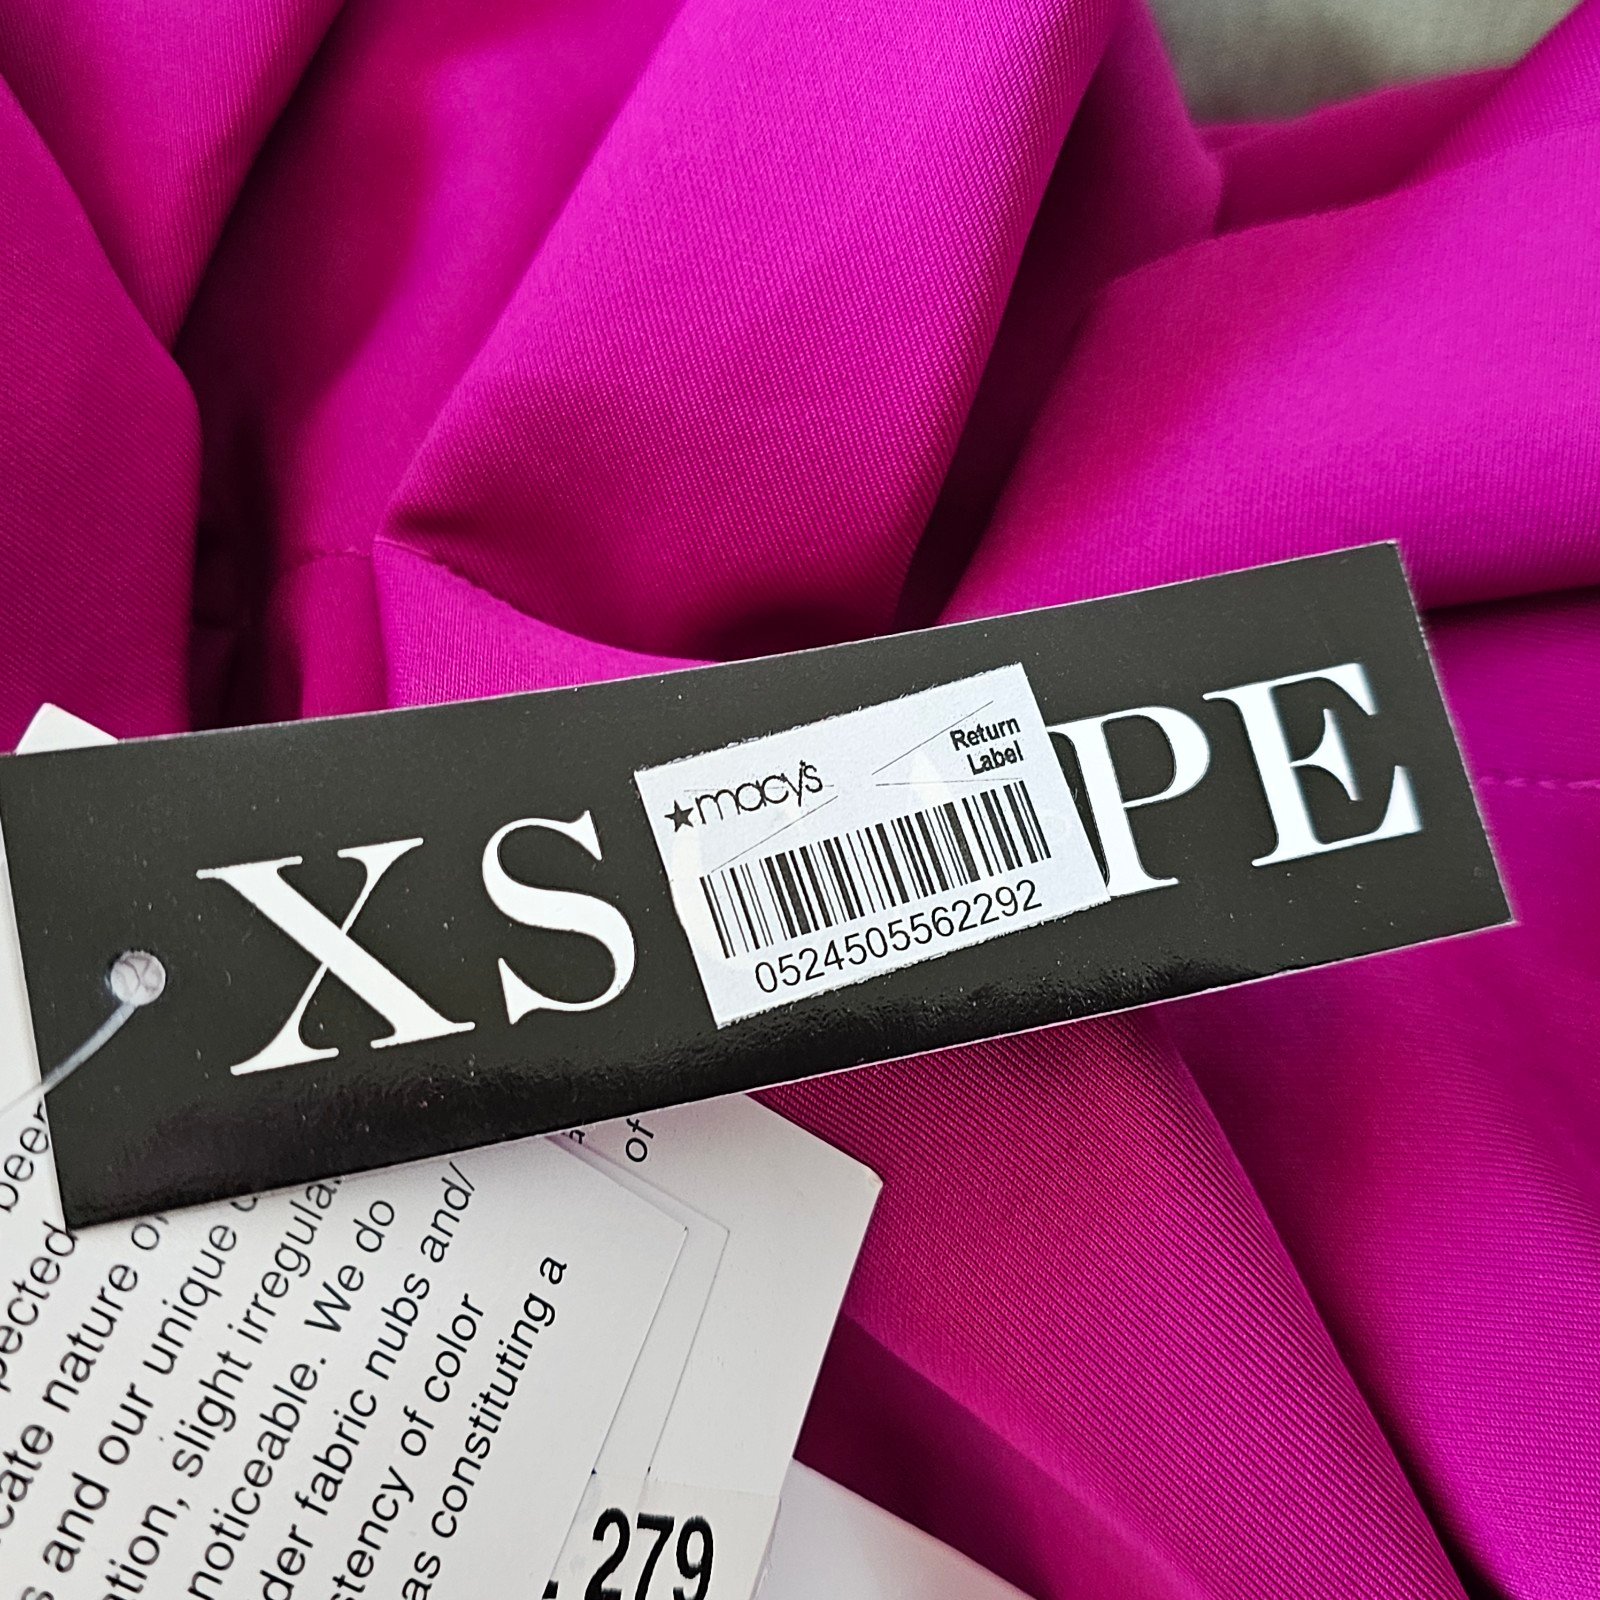 XS PE
★macy's
Return
Label
0524505562292
been
pected
cate nature
s and our unique
ation, slight irregula
noticeable. We do
der fabric nubs and/
stency of color
as constituting a
of
279